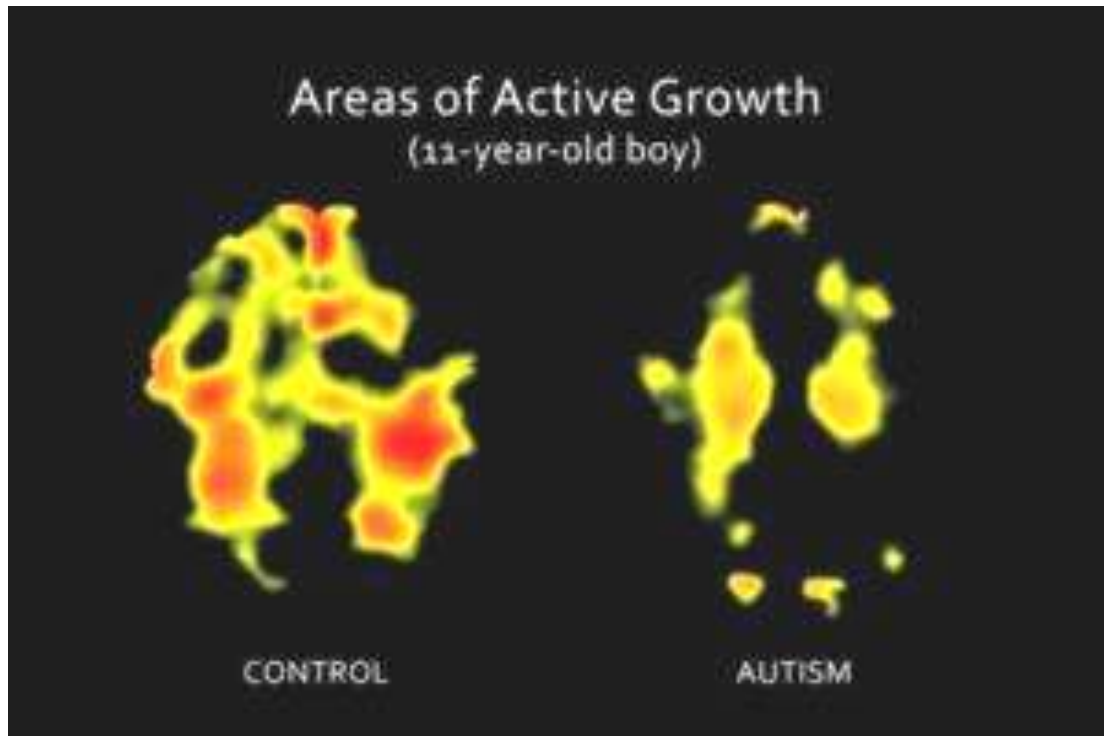 Areas of Active Growth
(11-year-old boy)
CONTROL
AUTISM